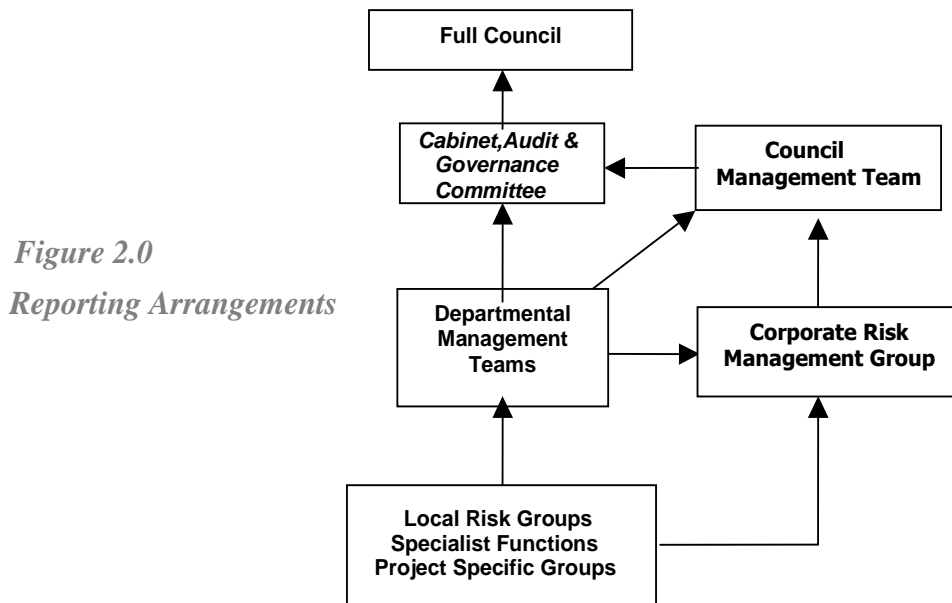 Full Council
Cabinet,Audit &
Governance
Committee
Council
Management Team
Figure 2.0
Reporting Arrangements
Departmental
Management
Teams
Corporate Risk
Management Group
Local Risk Groups
Specialist Functions
Project Specific Groups